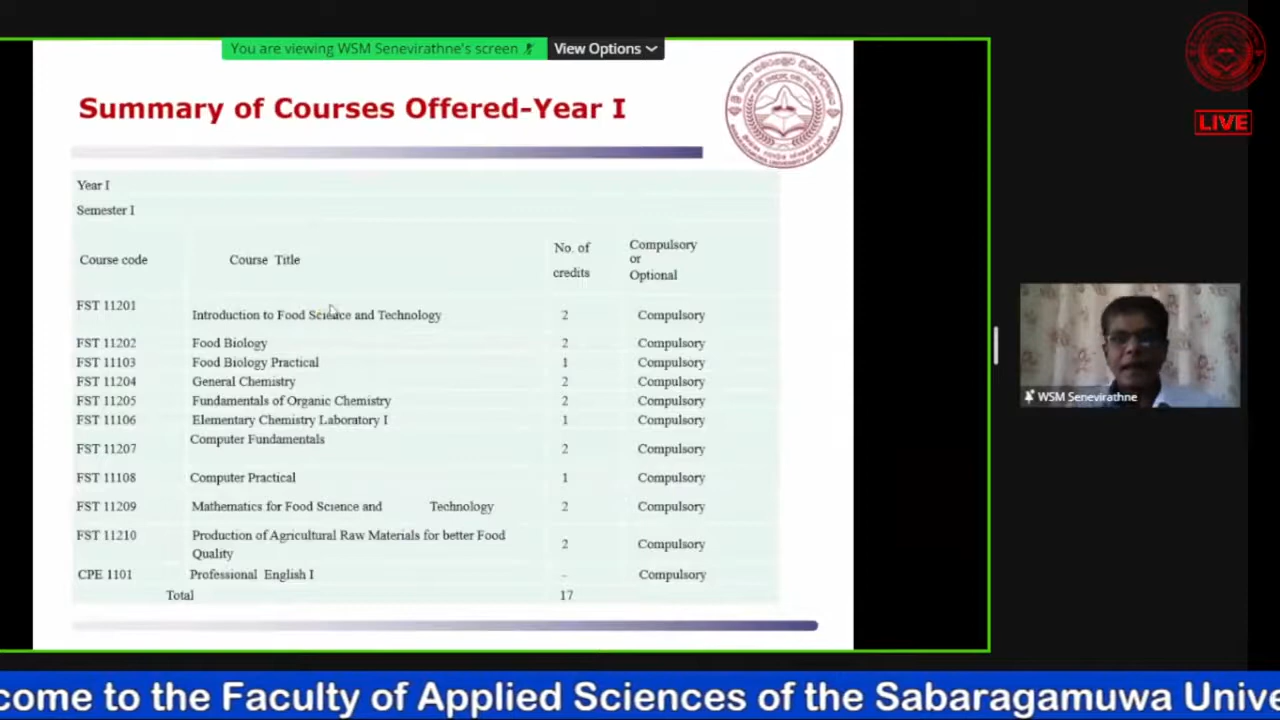 You are viewing WSM Senevirathne's screen
View Options
LIVE
Summary of Courses Offered-Year I
Year I
Semester I
Course code Course Title No. of credits Compulsory or Optional
FST 11201 Introduction to Food Science and Technology 2 Compulsory
FST 11202 Food Biology 2 Compulsory
FST 11103 Food Biology Practical 1 Compulsory
FST 11204 General Chemistry 2 Compulsory
FST 11205 Fundamentals of Organic Chemistry 2 Compulsory
FST 11106 Elementary Chemistry Laboratory I 1 Compulsory
FST 11207 Computer Fundamentals 2 Compulsory
FST 11108 Computer Practical 1 Compulsory
FST 11209 Mathematics for Food Science and Technology 2 Compulsory
FST 11210 Production of Agricultural Raw Materials for better Food Quality 2 Compulsory
CPE 1101 Professional English I - Compulsory
Total 17
WSM Senevirathne
come to the Faculty of Applied Sciences of the Sabaragamuwa Unive